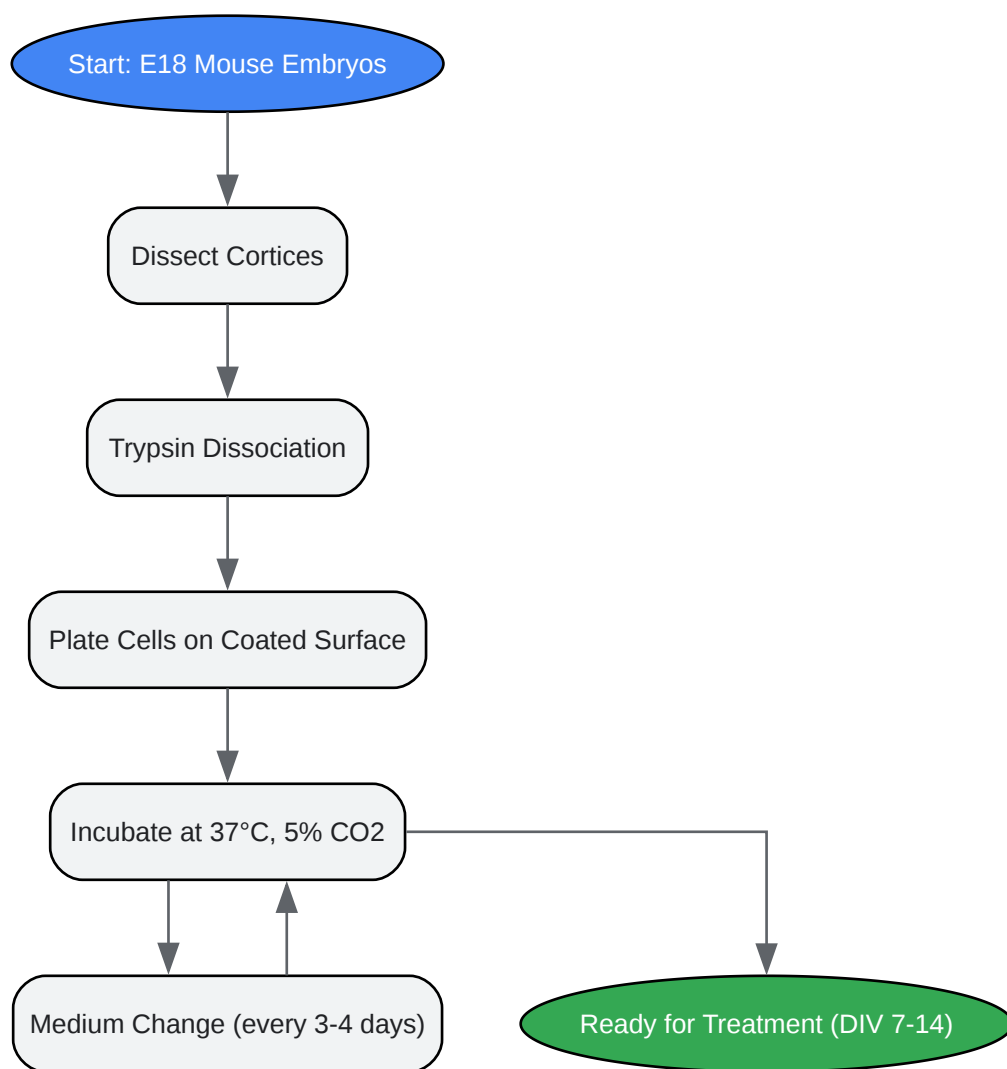 Start: E18 Mouse Embryos
Dissect Cortices
Trypsin Dissociation
Plate Cells on Coated Surface
Incubate at 37°C, 5% CO2
Medium Change (every 3-4 days)
Ready for Treatment (DIV 7-14)